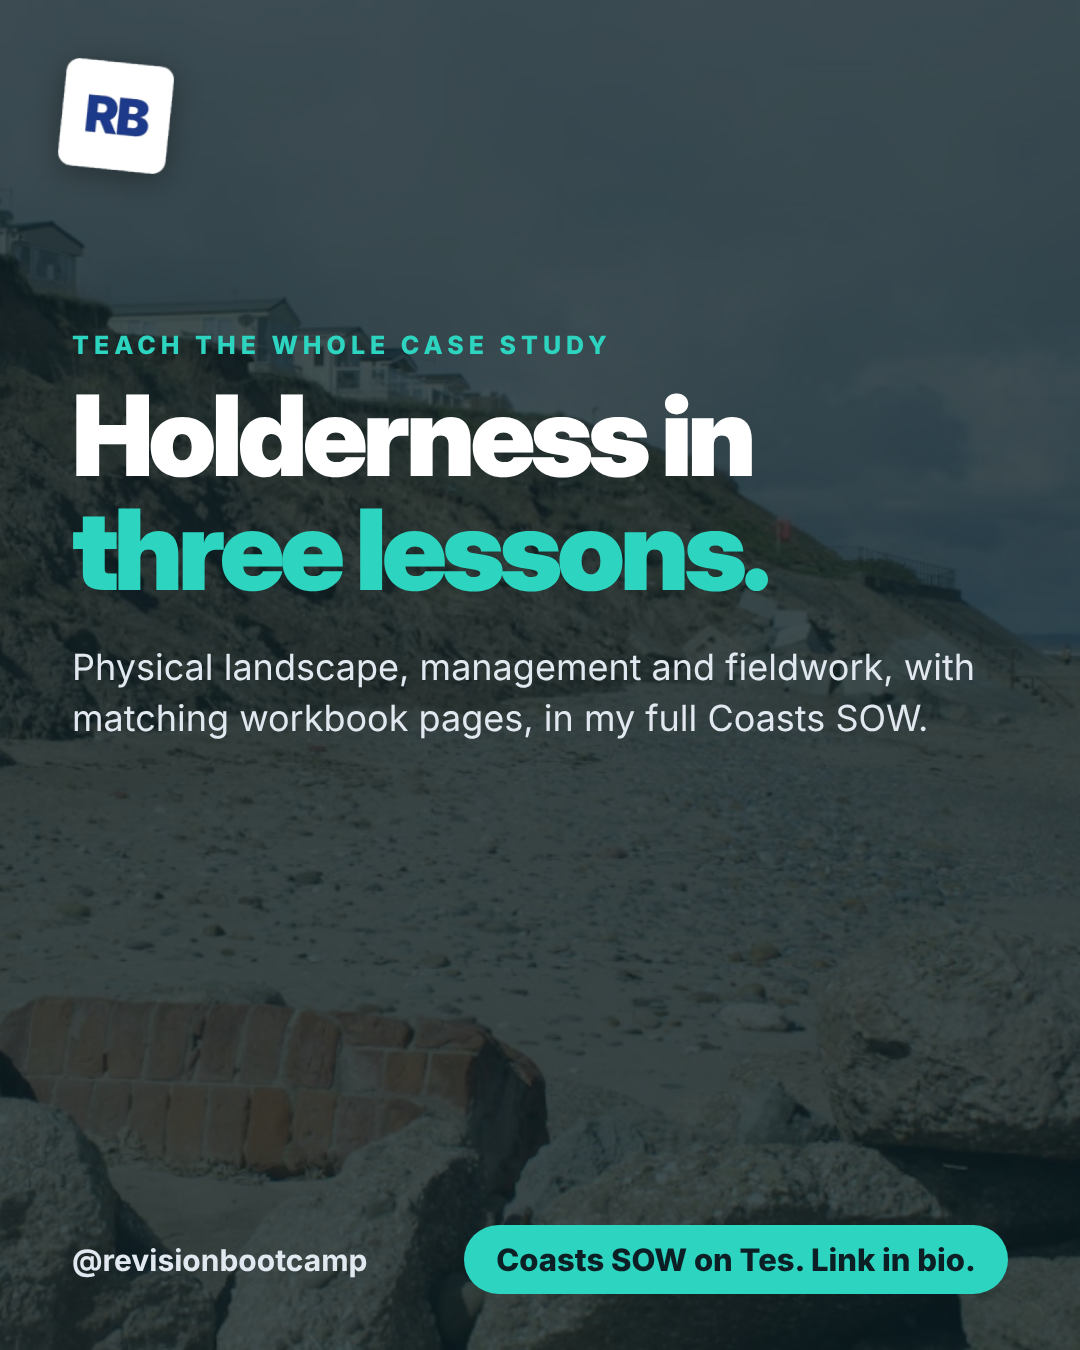 RB
TEACH THE WHOLE CASE STUDY
Holderness in
three lessons.
Physical landscape, management and fieldwork, with
matching workbook pages, in my full Coasts SOW.
@revisionbootcamp
Coasts SOW on Tes. Link in bio.